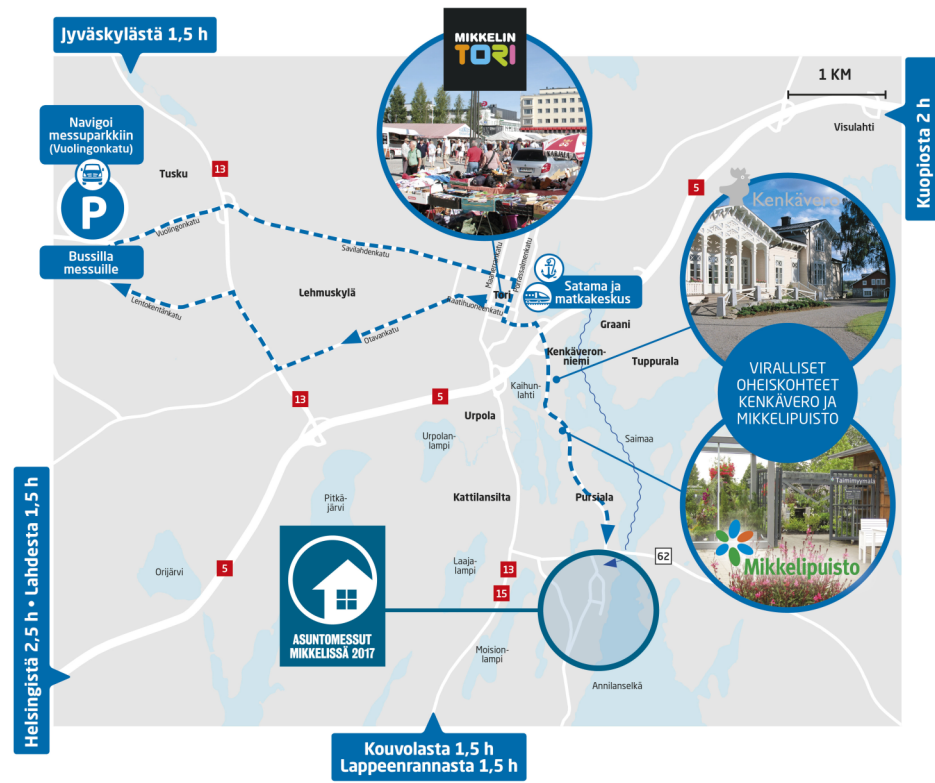 Jyväskylästä 1,5 h
MIKKELIN
TORI
1 KM
Visulahti
Kuopiosta 2 h
Navigoi
messuparkkiin
(Vuolingonkatu)
P
Bussilla
messuille
Tusku
13
5
Kenkävero
Vuolingonkatu
Savilahdenkatu
Maaherrankatu
Porrassalmenkatu
Lentokentänkatu
Lehmuskylä
Tori
Raatihuoneenkatu
Otavankatu
Satama ja
matkakeskus
Graani
Kenkäveron-
niemi
Tuppurala
VIRALLISET
OHEISKOHTEET
KENKÄVERO JA
MIKKELIPUISTO
13
5
Kaihun-
lahti
Urpola
Urpolan-
lampi
Saimaa
Taimimyymälä
Kattilansilta
Pursiala
Pitkä-
järvi
Mikkelipuisto
Orijärvi
5
Laaja-
lampi
13
15
62
ASUNTOMESSUT
MIKKELISSÄ 2017
Moision-
lampi
Annilanselkä
Helsingistä 2,5 h • Lahdesta 1,5 h
Kouvolasta 1,5 h
Lappeenrannasta 1,5 h